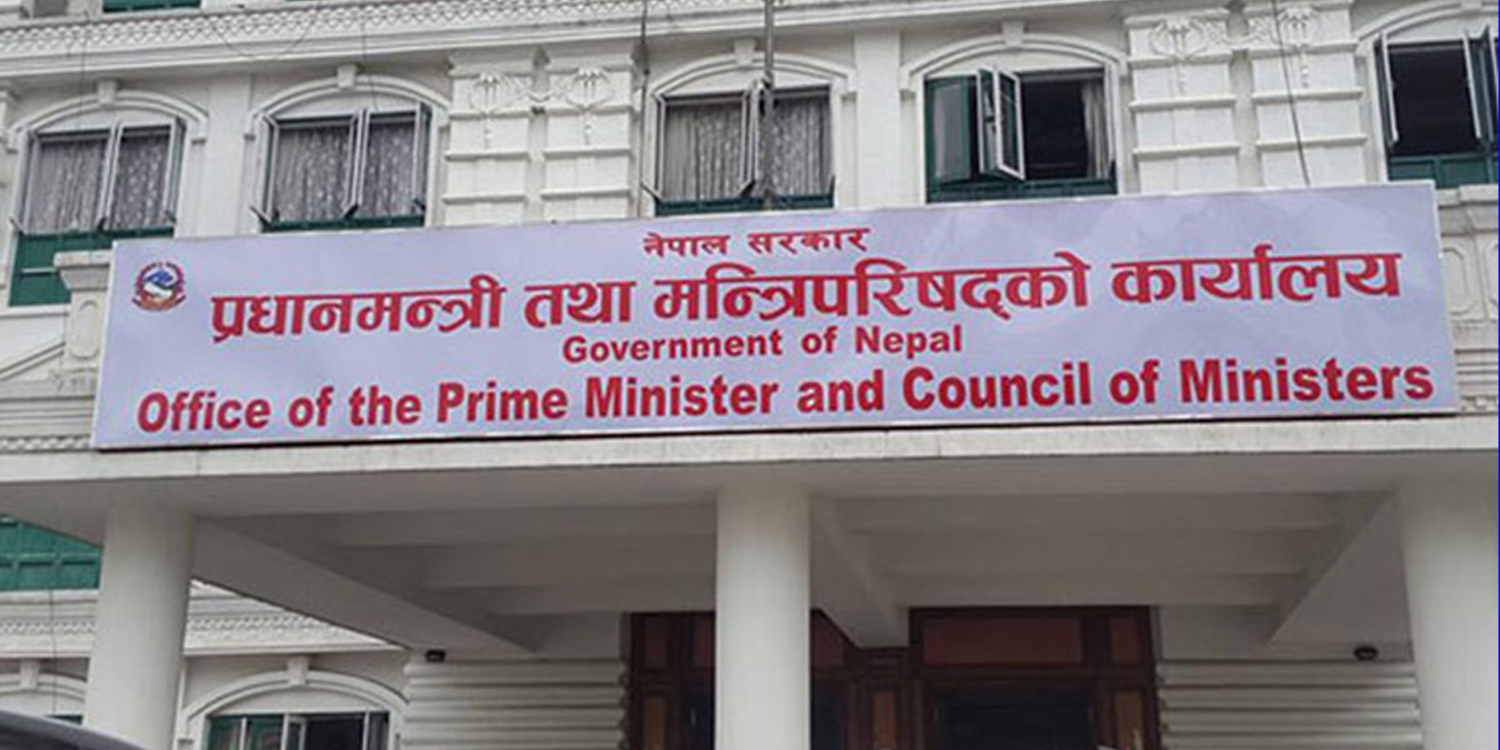 नेपाल सरकार
प्रधानमन्त्री तथा मन्त्रिपरिषद्को कार्यालय
Government of Nepal
Office of the Prime Minister and Council of Ministers